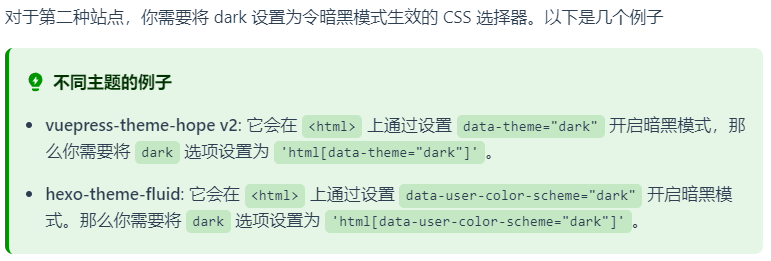 对于第二种站点，你需要将 dark 设置为令暗黑模式生效的 CSS 选择器。以下是几个例子
不同主题的例子
• vuepress-theme-hope v2: 它会在 <html> 上通过设置 data-theme="dark" 开启暗黑模式，那
么你需要将 dark 选项设置为 'html[data-theme="dark"]'。
• hexo-theme-fluid: 它会在 <html> 上通过设置 data-user-color-scheme="dark" 开启暗黑模
式。那么你需要将 dark 选项设置为 'html[data-user-color-scheme="dark"]'。